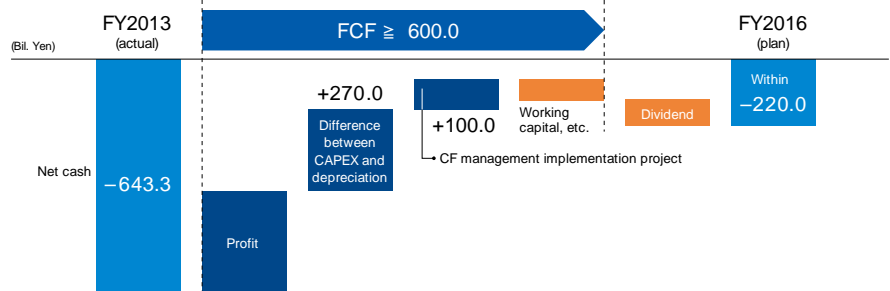 FY2013
(actual)
FCF ≧ 600.0
FY2016
(plan)
(Bil. Yen)
Net cash
−643.3
Profit
+270.0
Difference
between
CAPEX and
depreciation
+100.0
CF management implementation project
Working
capital, etc.
Dividend
Within
−220.0